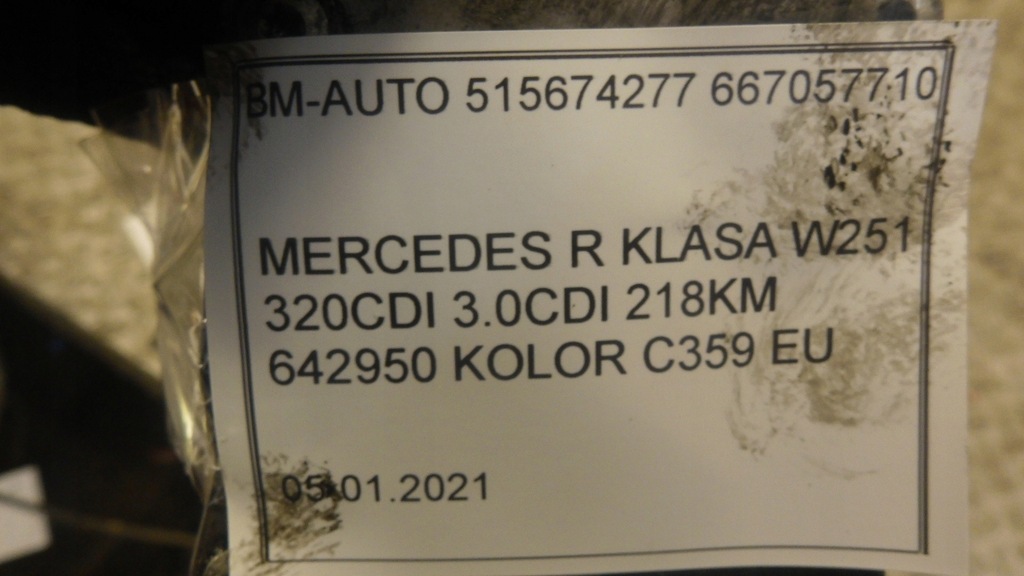 BM-AUTO 515674277 667057710
MERCEDES R KLASA W251
320CDI 3.0CDI 218KM
642950 KOLOR C359 EU
05.01.2021